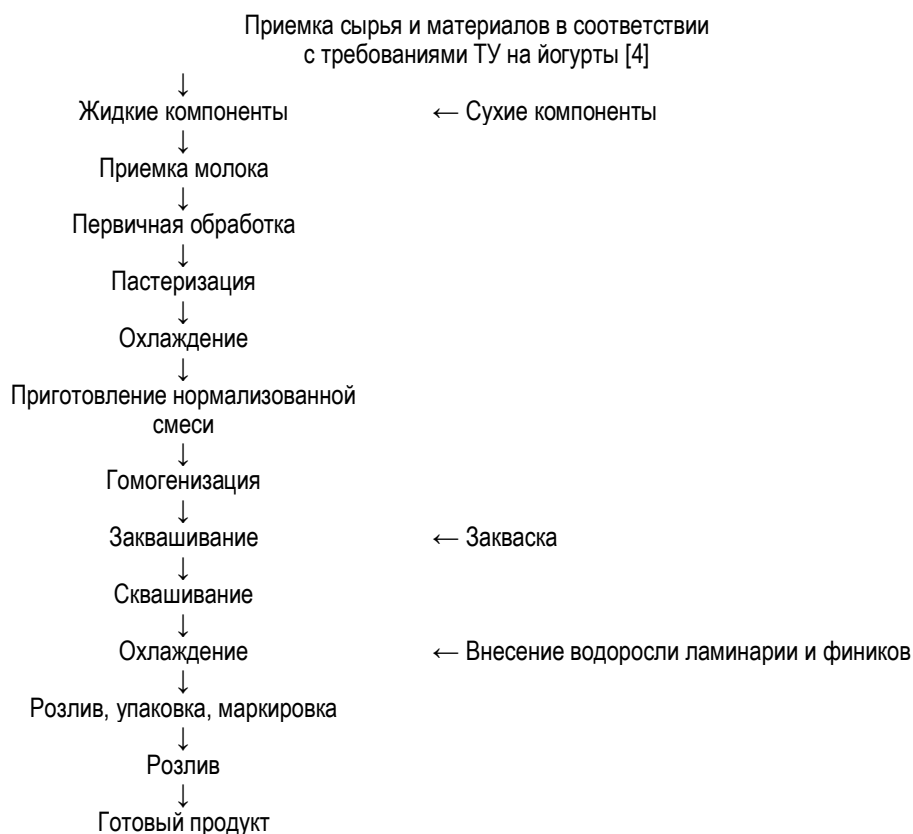 Приемка сырья и материалов в соответствии
с требованиями ТУ на йогурты [4]
↓
Жидкие компоненты ← Сухие компоненты
↓
Приемка молока
↓
Первичная обработка
↓
Пастеризация
↓
Охлаждение
↓
Приготовление нормализованной
смеси
↓
Гомогенизация
↓
Заквашивание ← Закваска
↓
Сквашивание
↓
Охлаждение ← Внесение водоросли ламинарии и фиников
↓
Розлив, упаковка, маркировка
↓
Розлив
↓
Готовый продукт